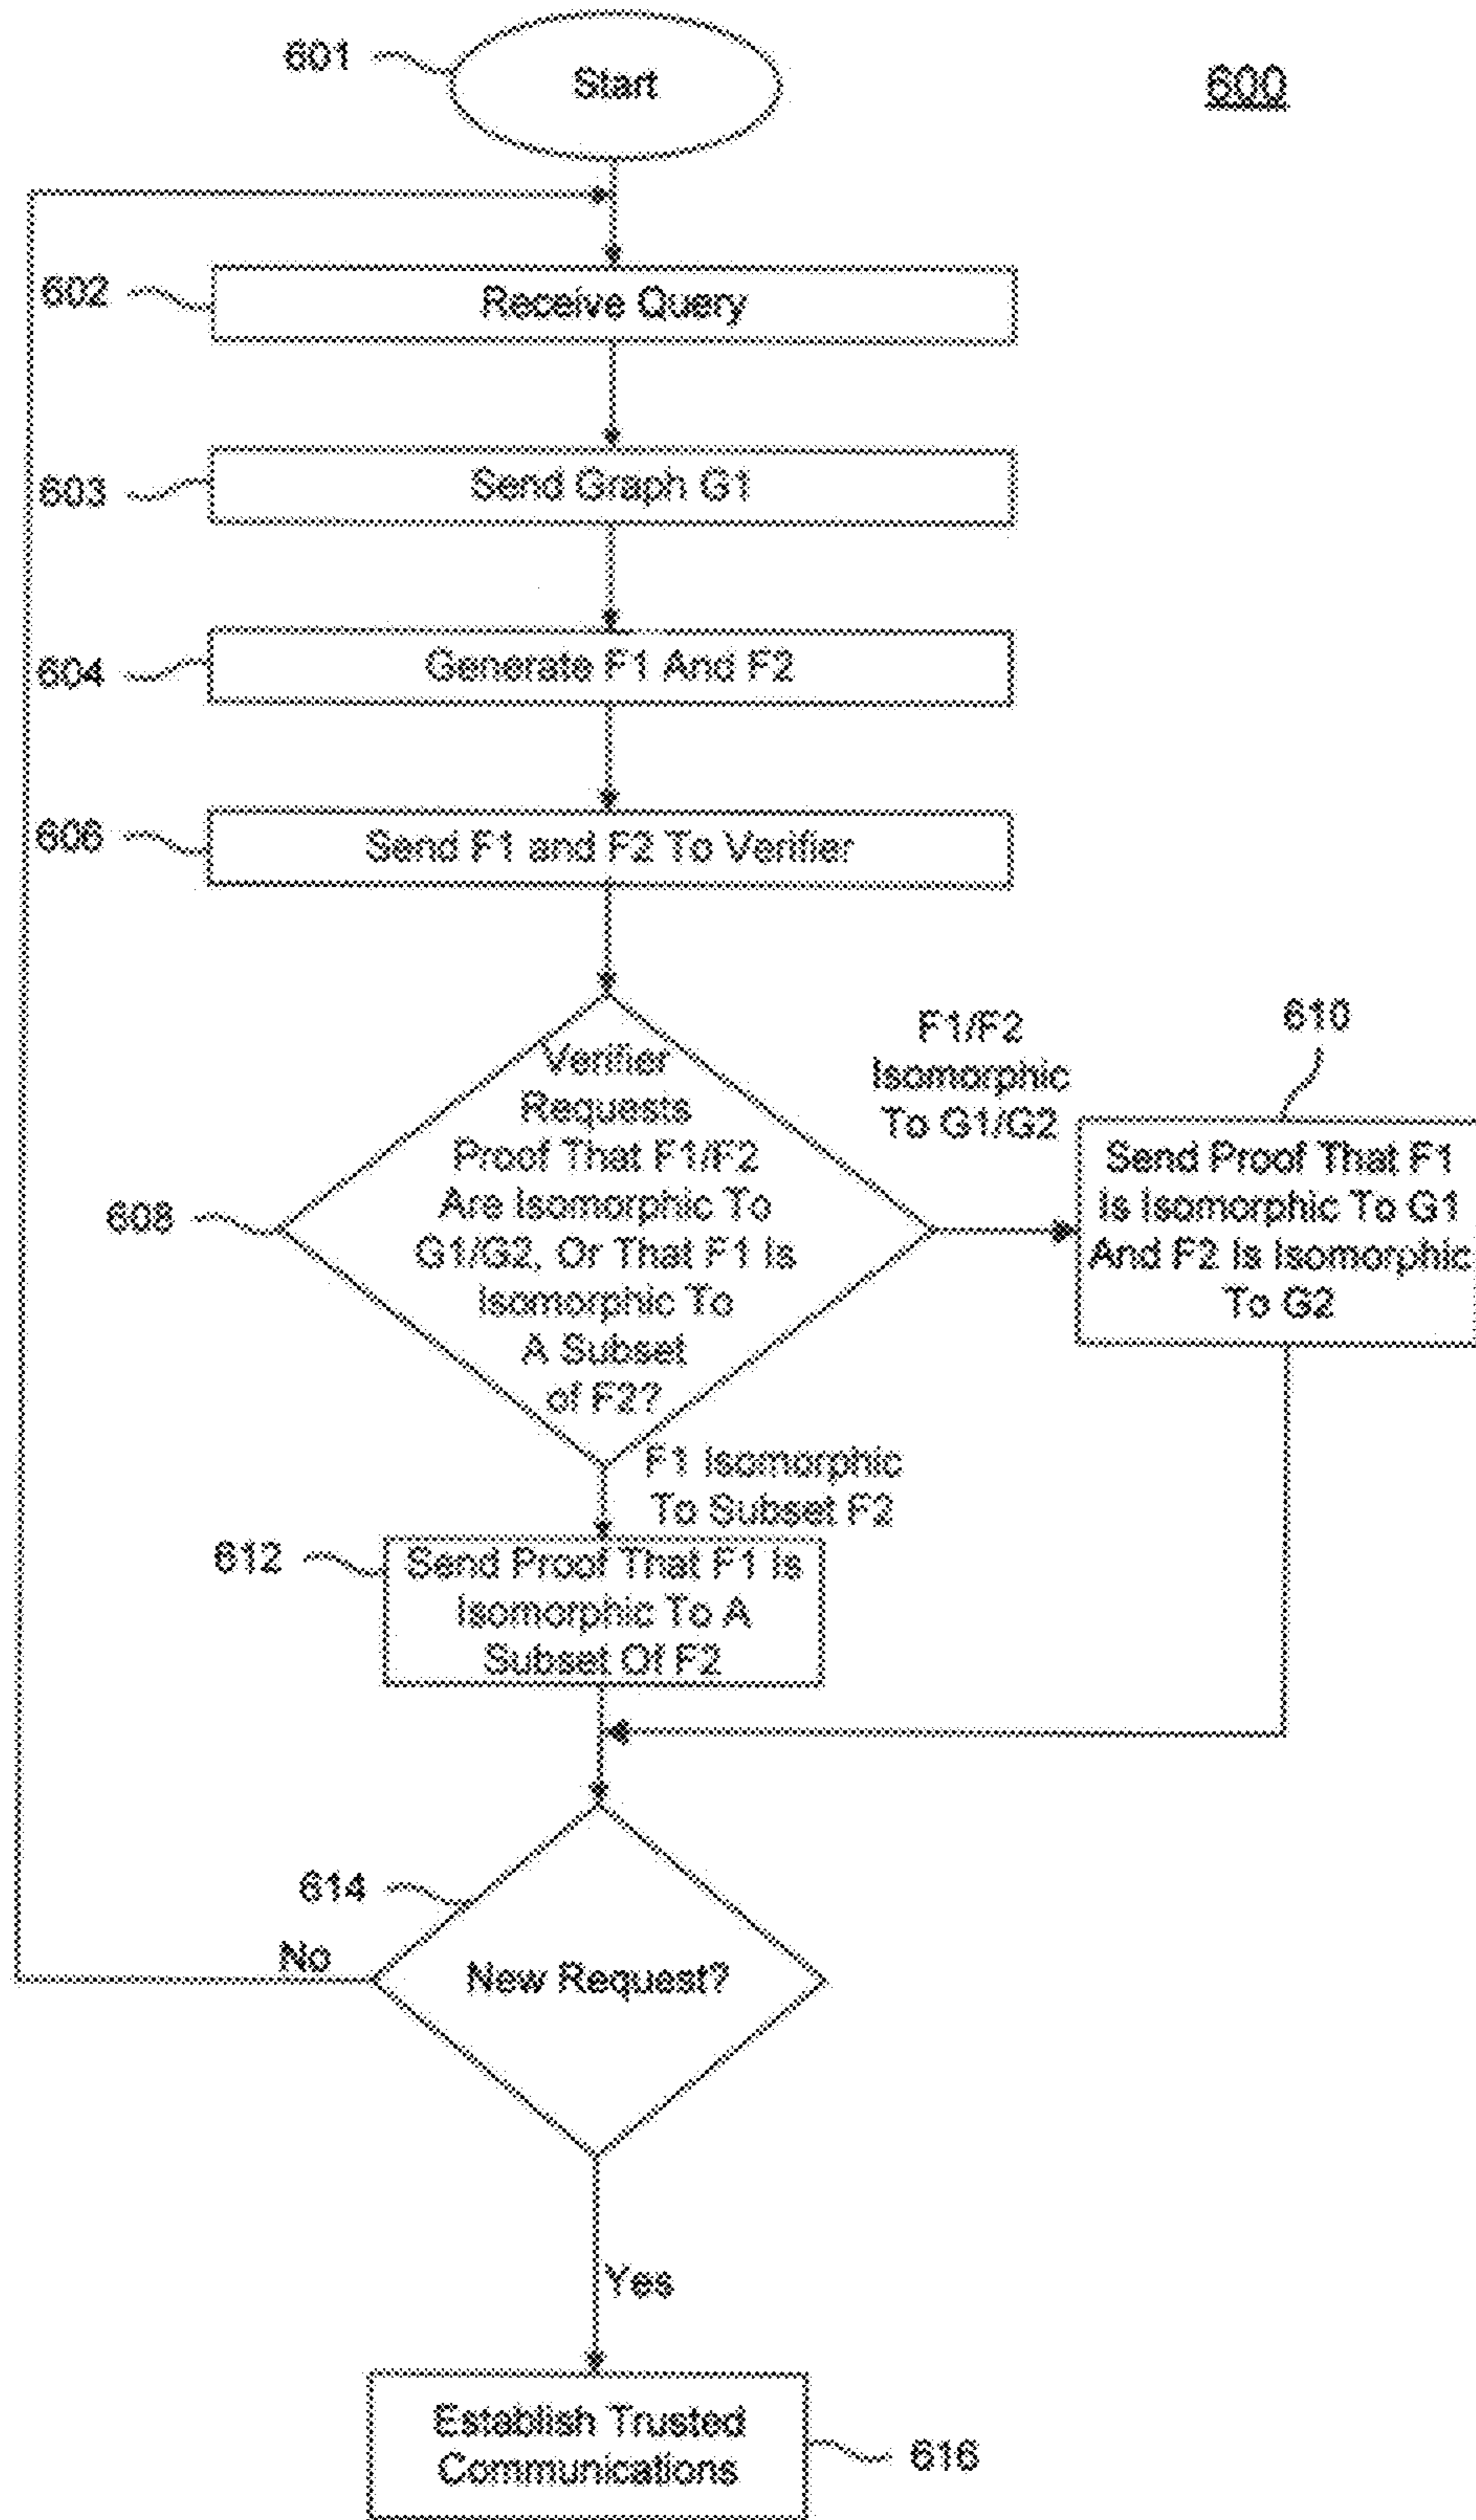 601
Start
600
602
Receive Query
603
Send Graph G1
604
Generate F1 And F2
606
Send F1 and F2 To Verifier
608
Verifier
Requests
Proof That F1/F2
Are Isomorphic To
G1/G2, Or That F1 Is
Isomorphic To
A Subset
of F2?
F1/F2
Isomorphic
To G1/G2
610
Send Proof That F1
Is Isomorphic To G1
And F2 Is Isomorphic
To G2
F1 Isomorphic
To Subset F2
612
Send Proof That F1 Is
Isomorphic To A
Subset Of F2
614
No
New Request?
Yes
Establish Trusted
Communications
616